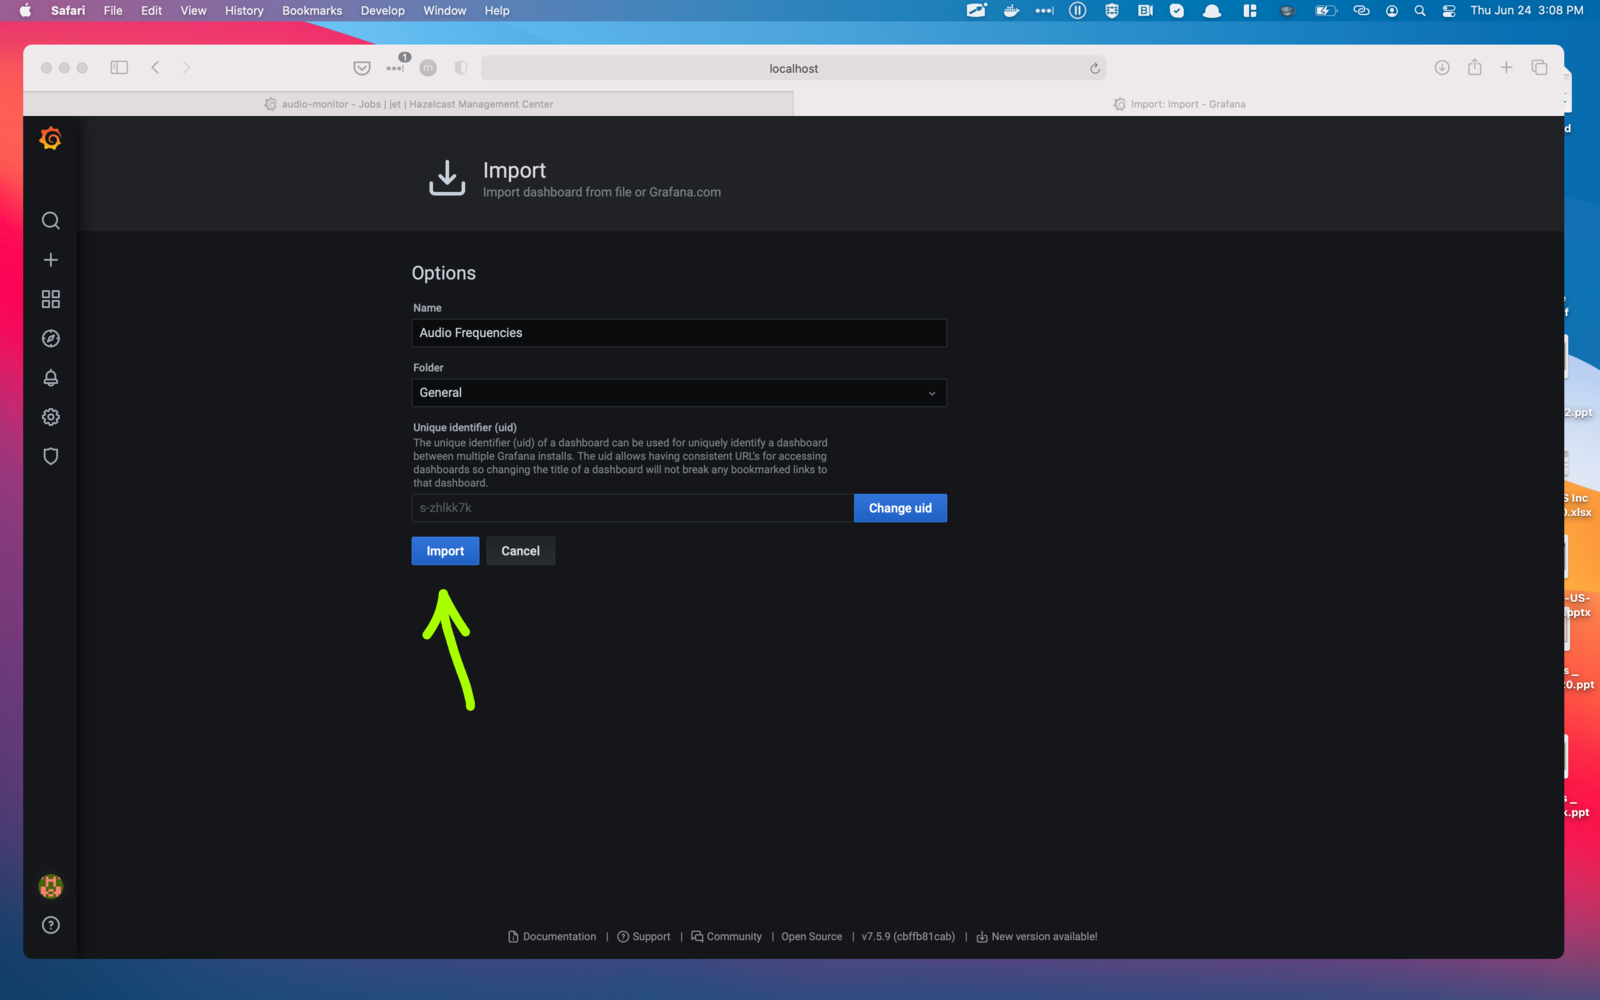 Safari File Edit View History Bookmarks Develop Window Help Thu Jun 24 3:08 PM
1
m
localhost
audio-monitor - Jobs | jet | Hazelcast Management Center
Import: Import - Grafana
d
Import
Import dashboard from file or Grafana.com
Options
Name
Audio Frequencies
f
Folder
General
2.ppt
Unique identifier (uid)
The unique identifier (uid) of a dashboard can be used for uniquely identify a dashboard
between multiple Grafana installs. The uid allows having consistent URL's for accessing
dashboards so changing the title of a dashboard will not break any bookmarked links to
that dashboard.
s-zhlkk7k
Change uid
S Inc
0.xlsx
Import
Cancel
-US-
pptx
s_
20.ppt
s_
k.ppt
Documentation | Support | Community | Open Source | v7.5.9 (cbffb81cab) | New version available!